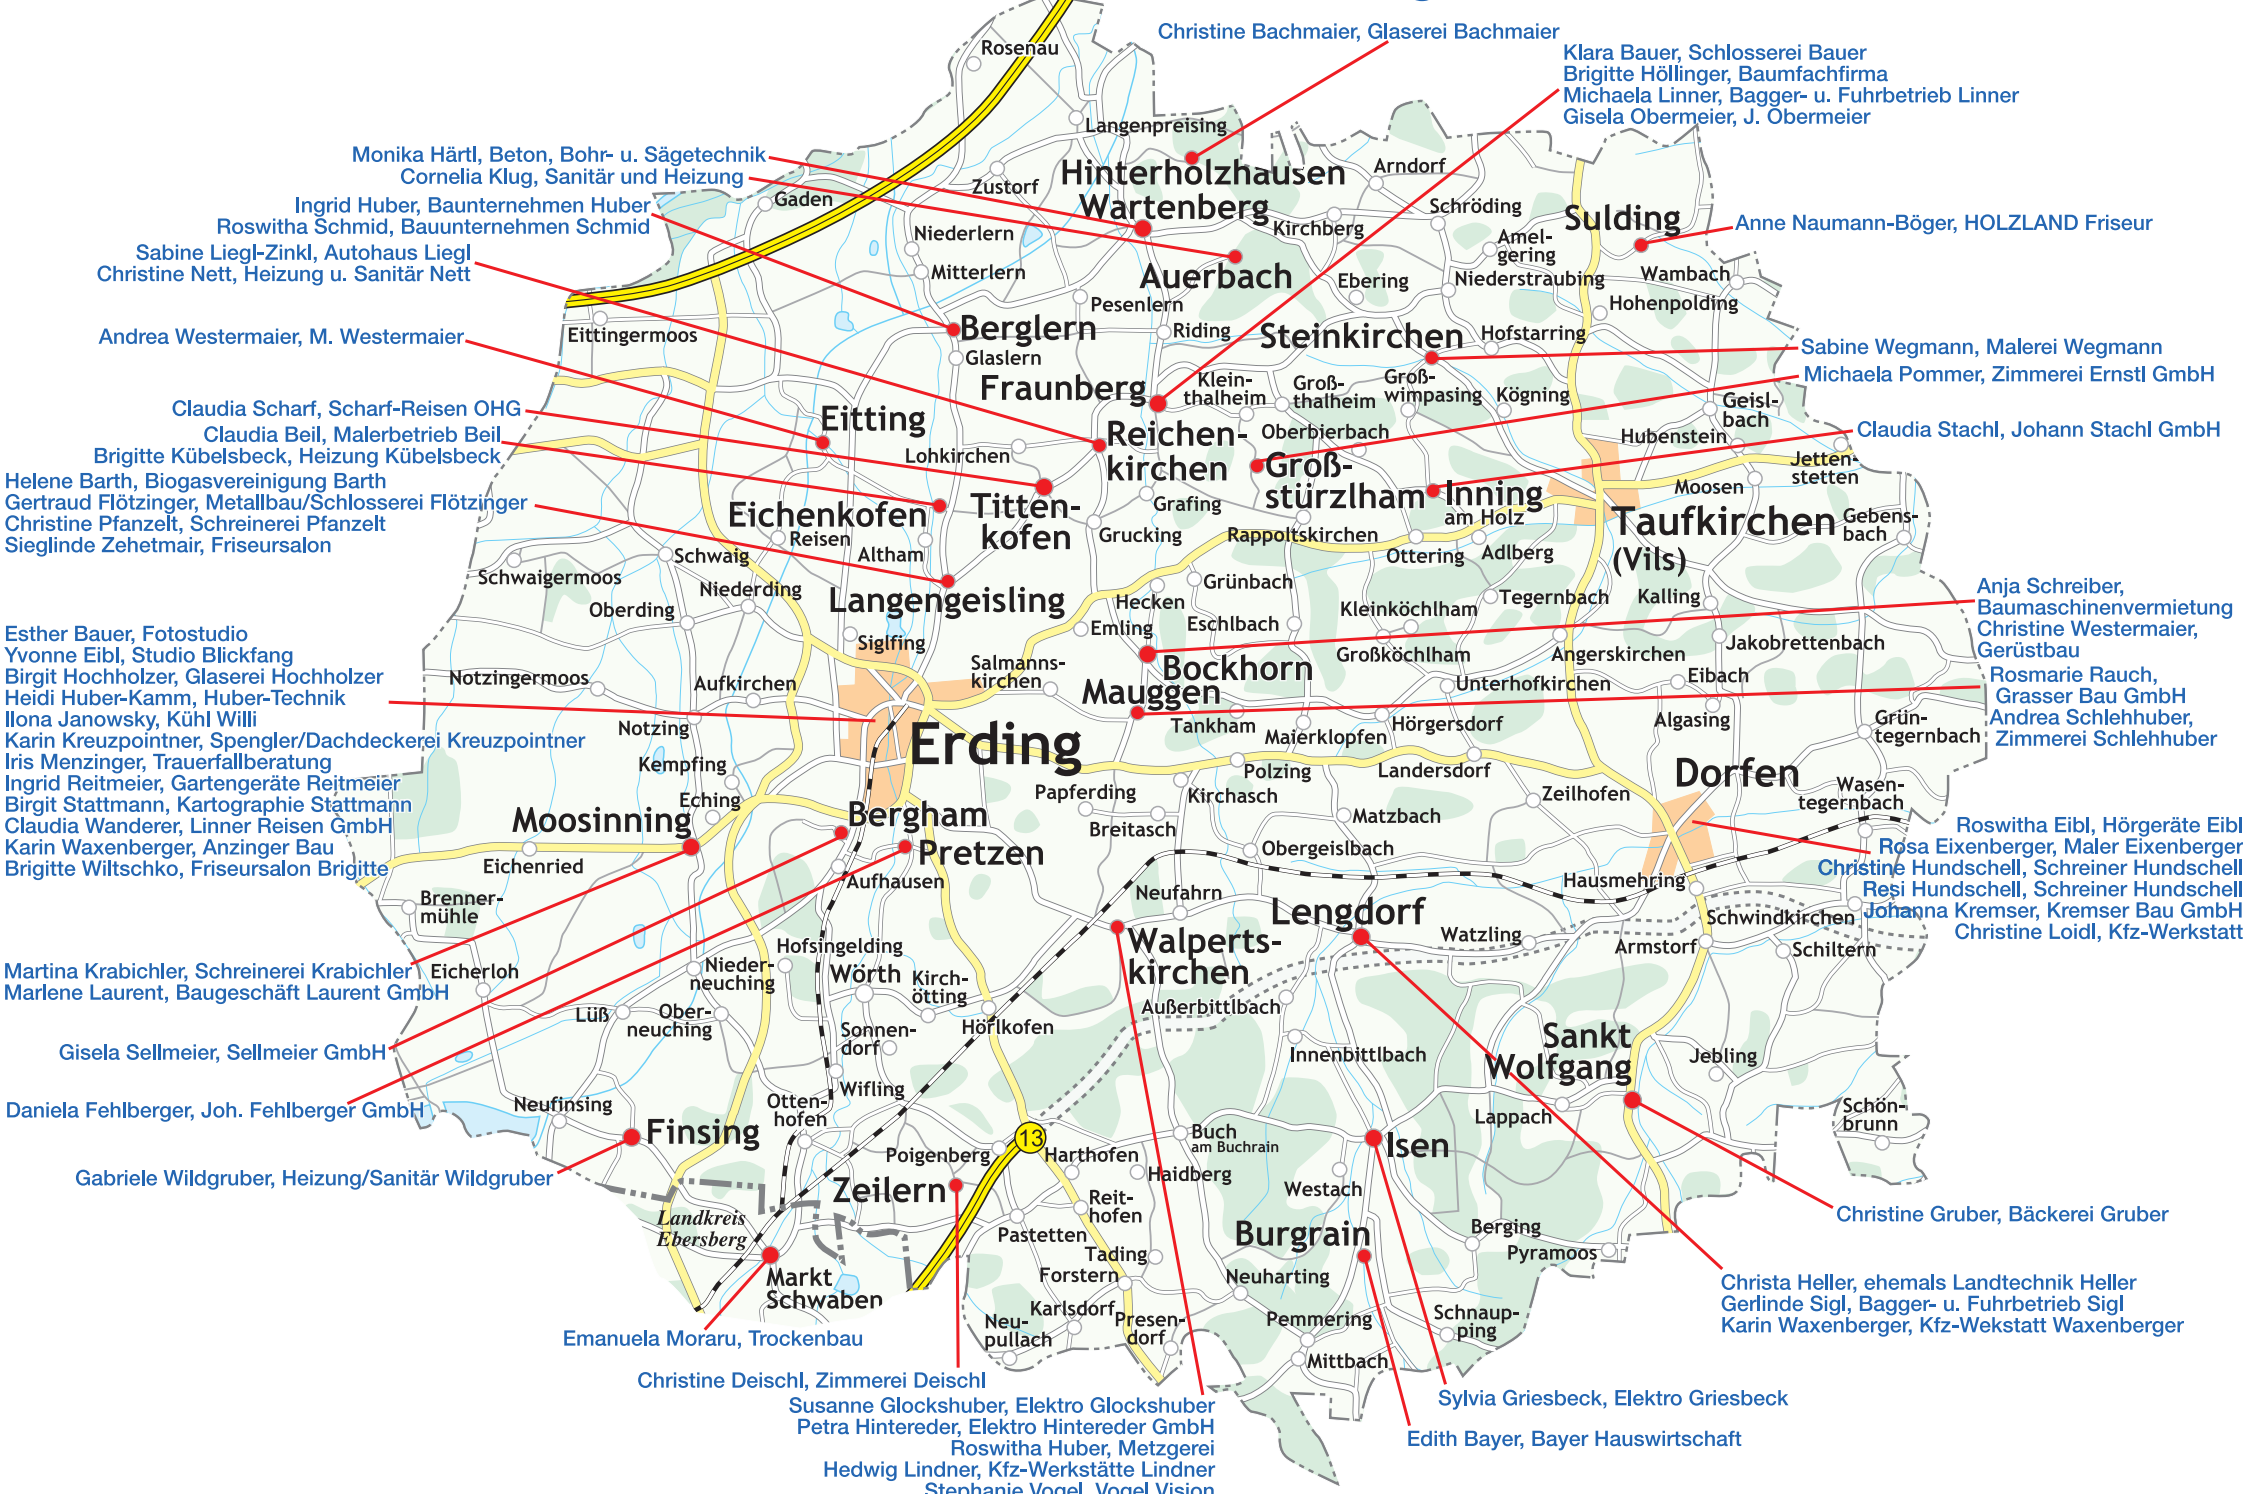 Christine Bachmaier, Glaserei Bachmaier
Klara Bauer, Schlosserei Bauer
Brigitte Höllinger, Baumfachfirma
Michaela Linner, Bagger- u. Fuhrbetrieb Linner
Gisela Obermeier, J. Obermeier
Monika Härtl, Beton, Bohr- u. Sägetechnik
Cornelia Klug, Sanitär und Heizung
Ingrid Huber, Baunternehmen Huber
Roswitha Schmid, Bauunternehmen Schmid
Sabine Liegl-Zinkl, Autohaus Liegl
Christine Nett, Heizung u. Sanitär Nett
Andrea Westermaier, M. Westermaier
Claudia Scharf, Scharf-Reisen OHG
Claudia Beil, Malerbetrieb Beil
Brigitte Kübelsbeck, Heizung Kübelsbeck
Helene Barth, Biogasvereinigung Barth
Gertraud Flötzinger, Metallbau/Schlosserei Flötzinger
Christine Pfanzelt, Schreinerei Pfanzelt
Sieglinde Zehetmair, Friseursalon
Esther Bauer, Fotostudio
Yvonne Eibl, Studio Blickfang
Birgit Hochholzer, Glaserei Hochholzer
Heidi Huber-Kamm, Huber-Technik
Ilona Janowsky, Kühl Willi
Karin Kreuzpointner, Spengler/Dachdeckerei Kreuzpointner
Iris Menzinger, Trauerfallberatung
Ingrid Reitmeier, Gartengeräte Reitmeier
Birgit Stattmann, Kartographie Stattmann
Claudia Wanderer, Linner Reisen GmbH
Karin Waxenberger, Anzinger Bau
Brigitte Wiltschko, Friseursalon Brigitte
Martina Krabichler, Schreinerei Krabichler
Marlene Laurent, Baugeschäft Laurent GmbH
Gisela Sellmeier, Sellmeier GmbH
Daniela Fehlberger, Joh. Fehlberger GmbH
Gabriele Wildgruber, Heizung/Sanitär Wildgruber
Emanuela Moraru, Trockenbau
Christine Deischl, Zimmerei Deischl
Susanne Glockshuber, Elektro Glockshuber
Petra Hintereder, Elektro Hintereder GmbH
Roswitha Huber, Metzgerei
Hedwig Lindner, Kfz-Werkstätte Lindner
Stephanie Vogel, Vogel Vision
Anne Naumann-Böger, HOLZLAND Friseur
Sabine Wegmann, Malerei Wegmann
Michaela Pommer, Zimmerei Ernstl GmbH
Claudia Stachl, Johann Stachl GmbH
Anja Schreiber,
Baumaschinenvermietung
Christine Westermaier,
Gerüstbau
Rosmarie Rauch,
Grasser Bau GmbH
Andrea Schlehhuber,
Zimmerei Schlehhuber
Roswitha Eibl, Hörgeräte Eibl
Rosa Eixenberger, Maler Eixenberger
Christine Hundschell, Schreiner Hundschell
Resi Hundschell, Schreiner Hundschell
Johanna Kremser, Kremser Bau GmbH
Christine Loidl, Kfz-Werkstatt
Christine Gruber, Bäckerei Gruber
Christa Heller, ehemals Landtechnik Heller
Gerlinde Sigl, Bagger- u. Fuhrbetrieb Sigl
Karin Waxenberger, Kfz-Wekstatt Waxenberger
Sylvia Griesbeck, Elektro Griesbeck
Edith Bayer, Bayer Hauswirtschaft
Rosenau
Langenpreising
Hinterholzhausen
Zustorf
Wartenberg
Gaden
Arndorf
Schröding
Sulding
Kirchberg
Amel-
gering
Niederlern
Mitterlern
Auerbach
Ebering
Niederstraubing
Wambach
Hohenpolding
Pesenlern
Eittingermoos
Berglern
Riding
Steinkirchen
Hofstarring
Glaslern
Fraunberg
Klein-
thalheim
Groß-
thalheim
Groß-
wimpasing
Kögning
Geisl-
bach
Eitting
Reichen-
kirchen
Oberbierbach
Hubenstein
Lohkirchen
Groß-
stürzlham
Jetten-
stetten
Moosen
Titten-
kofen
Grafing
Inning
am Holz
Eichenkofen
Reisen
Altham
Grucking
Rappoltskirchen
Ottering
Adlberg
Taufkirchen
(Vils)
Gebens-
bach
Schwaig
Schwaigermoos
Niederding
Oberding
Langengeisling
Grünbach
Hecken
Kleinköchlham
Tegernbach
Kalling
Siglfing
Emling
Eschlbach
Großköchlham
Angerskirchen
Jakobrettenbach
Salmanns-
kirchen
Bockhorn
Notzingermoos
Aufkirchen
Mauggen
Unterhofkirchen
Eibach
Notzing
Tankham
Maierklopfen
Hörgersdorf
Algasing
Grün-
tegernbach
Erding
Kempfing
Polzing
Landersdorf
Dorfen
Eching
Papferding
Kirchasch
Zeilhofen
Wasen-
tegernbach
Moosinning
Bergham
Breitasch
Matzbach
Pretzen
Eichenried
Obergeislbach
Aufhausen
Hausmehring
Brenner-
mühle
Neufahrn
Lengdorf
Schwindkirchen
Walperts-
kirchen
Watzling
Armstorf
Schiltern
Hofsingelding
Nieder-
neuching
Wörth
Kirch-
ötting
Eicherloh
Außerbittlbach
Lüß
Ober-
neuching
Sonnen-
dorf
Hörlkofen
Innenbittlbach
Sankt
Wolfgang
Jebling
Wifling
Neufinsing
Otten-
hofen
Lappach
Schön-
brunn
Finsing
13
Poigenberg
Harthofen
Buch
am Buchrain
Isen
Haidberg
Zeilern
Westach
Landkreis
Ebersberg
Reit-
hofen
Pastetten
Burgrain
Berging
Pyramoos
Tading
Markt
Schwaben
Forstern
Neuharting
Karlsdorf
Presen-
dorf
Neu-
pullach
Pemmering
Schnaup-
ping
Mittbach